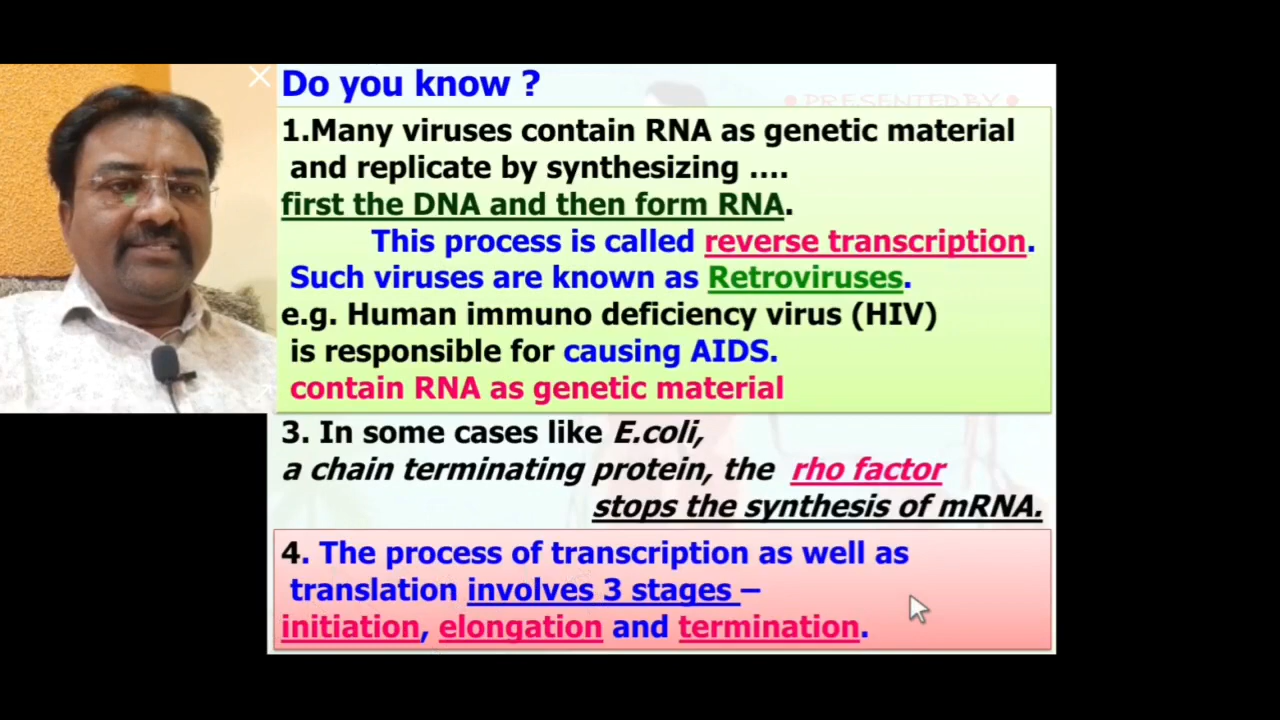 Do you know ?
PRESENTED BY
1.Many viruses contain RNA as genetic material
and replicate by synthesizing ....
first the DNA and then form RNA.
This process is called reverse transcription.
Such viruses are known as Retroviruses.
e.g. Human immuno deficiency virus (HIV)
is responsible for causing AIDS.
contain RNA as genetic material
3. In some cases like E.coli,
a chain terminating protein, the rho factor
stops the synthesis of mRNA.
4. The process of transcription as well as
translation involves 3 stages –
initiation, elongation and termination.